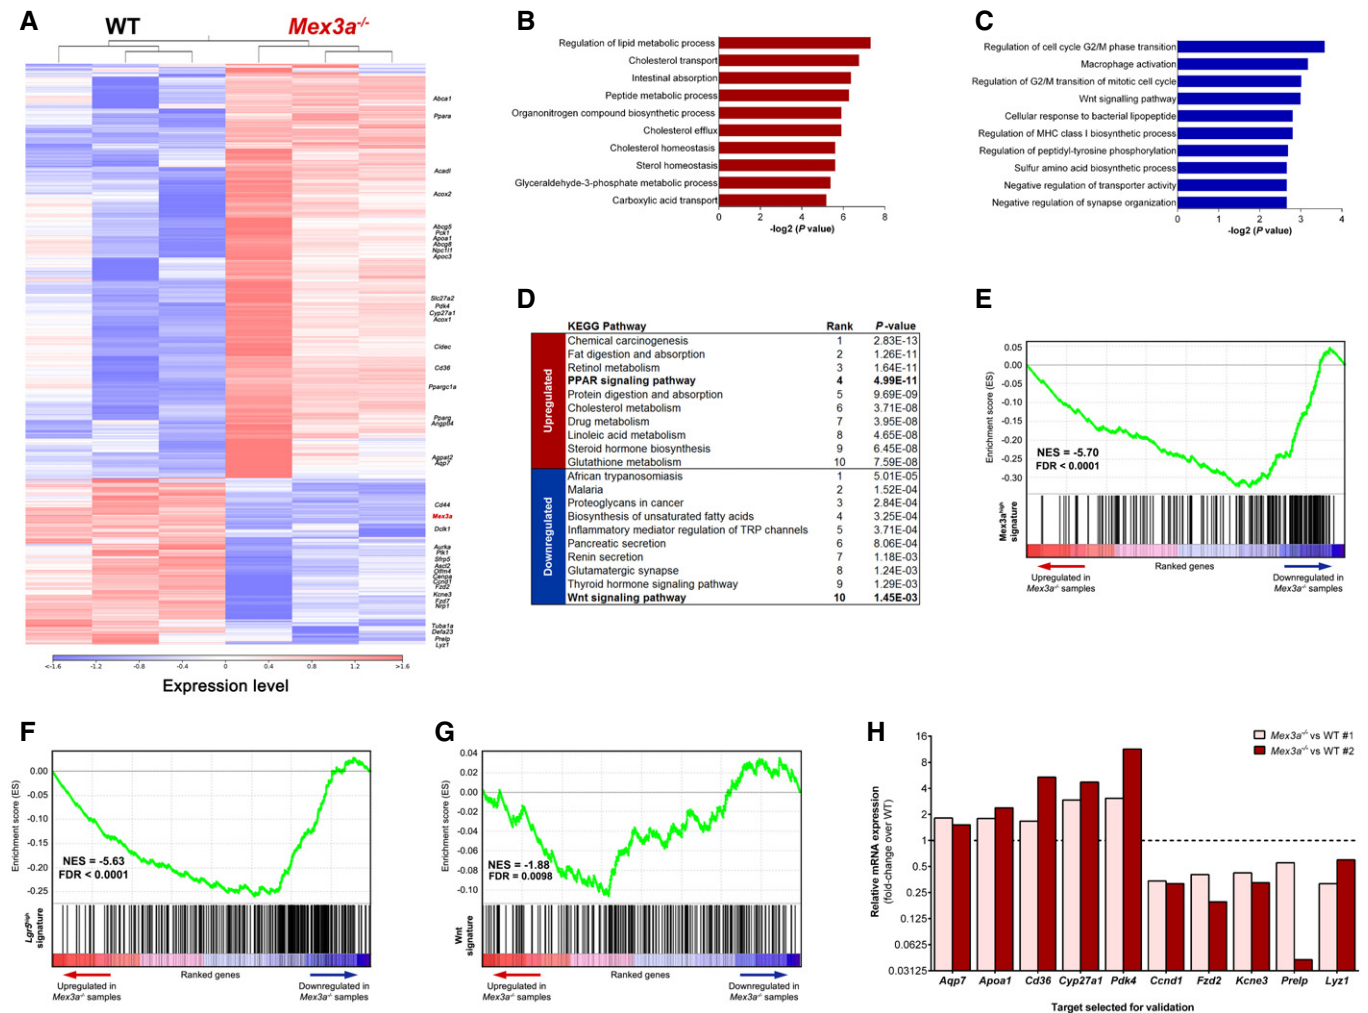 A
WT
Mex3a-/-
Abca1
Ppara
Acadl
Acox2
Abcg5
Pck1
Apoa1
Abcg8
Npc1l1
Apoc3
Slc27a2
Pdk4
Cyp27a1
Acox1
Cidec
Cd36
Ppargc1a
Pparg
Angptl4
Agpat2
Aqp7
Cd44
Mex3a
Dclk1
Aurka
Plk1
Sfrp5
Ascl2
Olfm4
Cenpa
Ccnd1
Fzd2
Kcne3
Fzd7
Nrp1
Tuba1a
Defa23
Prelp
Lyz1
<-1.6 -1.2 -0.8 -0.4 0 0.4 0.8 1.2 >1.6
Expression level
B
Regulation of lipid metabolic process
Cholesterol transport
Intestinal absorption
Peptide metabolic process
Organonitrogen compound biosynthetic process
Cholesterol efflux
Cholesterol homeostasis
Sterol homeostasis
Glyceraldehyde-3-phosphate metabolic process
Carboxylic acid transport
0 2 4 6 8
-log2 (P value)
C
Regulation of cell cycle G2/M phase transition
Macrophage activation
Regulation of G2/M transition of mitotic cell cycle
Wnt signalling pathway
Cellular response to bacterial lipopeptide
Regulation of MHC class I biosynthetic process
Regulation of peptidyl-tyrosine phosphorylation
Sulfur amino acid biosynthetic process
Negative regulation of transporter activity
Negative regulation of synapse organization
0 1 2 3 4
-log2 (P value)
D
KEGG Pathway Rank P-value
Upregulated
Chemical carcinogenesis 1 2.83E-13
Fat digestion and absorption 2 1.26E-11
Retinol metabolism 3 1.64E-11
PPAR signaling pathway 4 4.99E-11
Protein digestion and absorption 5 9.69E-09
Cholesterol metabolism 6 3.71E-08
Drug metabolism 7 3.95E-08
Linoleic acid metabolism 8 4.65E-08
Steroid hormone biosynthesis 9 6.45E-08
Glutathione metabolism 10 7.59E-08
Downregulated
African trypanosomiasis 1 5.01E-05
Malaria 2 1.52E-04
Proteoglycans in cancer 3 2.84E-04
Biosynthesis of unsaturated fatty acids 4 3.25E-04
Inflammatory mediator regulation of TRP channels 5 3.71E-04
Pancreatic secretion 6 8.06E-04
Renin secretion 7 1.18E-03
Glutamatergic synapse 8 1.24E-03
Thyroid hormone signaling pathway 9 1.29E-03
Wnt signaling pathway 10 1.45E-03
E
Enrichment score (ES)
0.05
0.00
-0.05
-0.10
-0.15
-0.20
-0.25
-0.30
NES = -5.70
FDR < 0.0001
Mex3ahigh
signature
Ranked genes
Upregulated in
Mex3a-/- samples
Downregulated in
Mex3a-/- samples
F
Enrichment score (ES)
0.00
-0.05
-0.10
-0.15
-0.20
-0.25
NES = -5.63
FDR < 0.0001
Lgr5high
signature
Ranked genes
Upregulated in
Mex3a-/- samples
Downregulated in
Mex3a-/- samples
G
Enrichment score (ES)
0.04
0.02
0.00
-0.02
-0.04
-0.06
-0.08
-0.10
NES = -1.88
FDR = 0.0098
Wnt
signature
Ranked genes
Upregulated in
Mex3a-/- samples
Downregulated in
Mex3a-/- samples
H
Mex3a-/- vs WT #1
Mex3a-/- vs WT #2
Relative mRNA expression
(fold-change over WT)
16
8
4
2
1
0.5
0.25
0.125
0.0625
0.03125
Aqp7 Apoa1 Cd36 Cyp27a1 Pdk4 Ccnd1 Fzd2 Kcne3 Prelp Lyz1
Target selected for validation